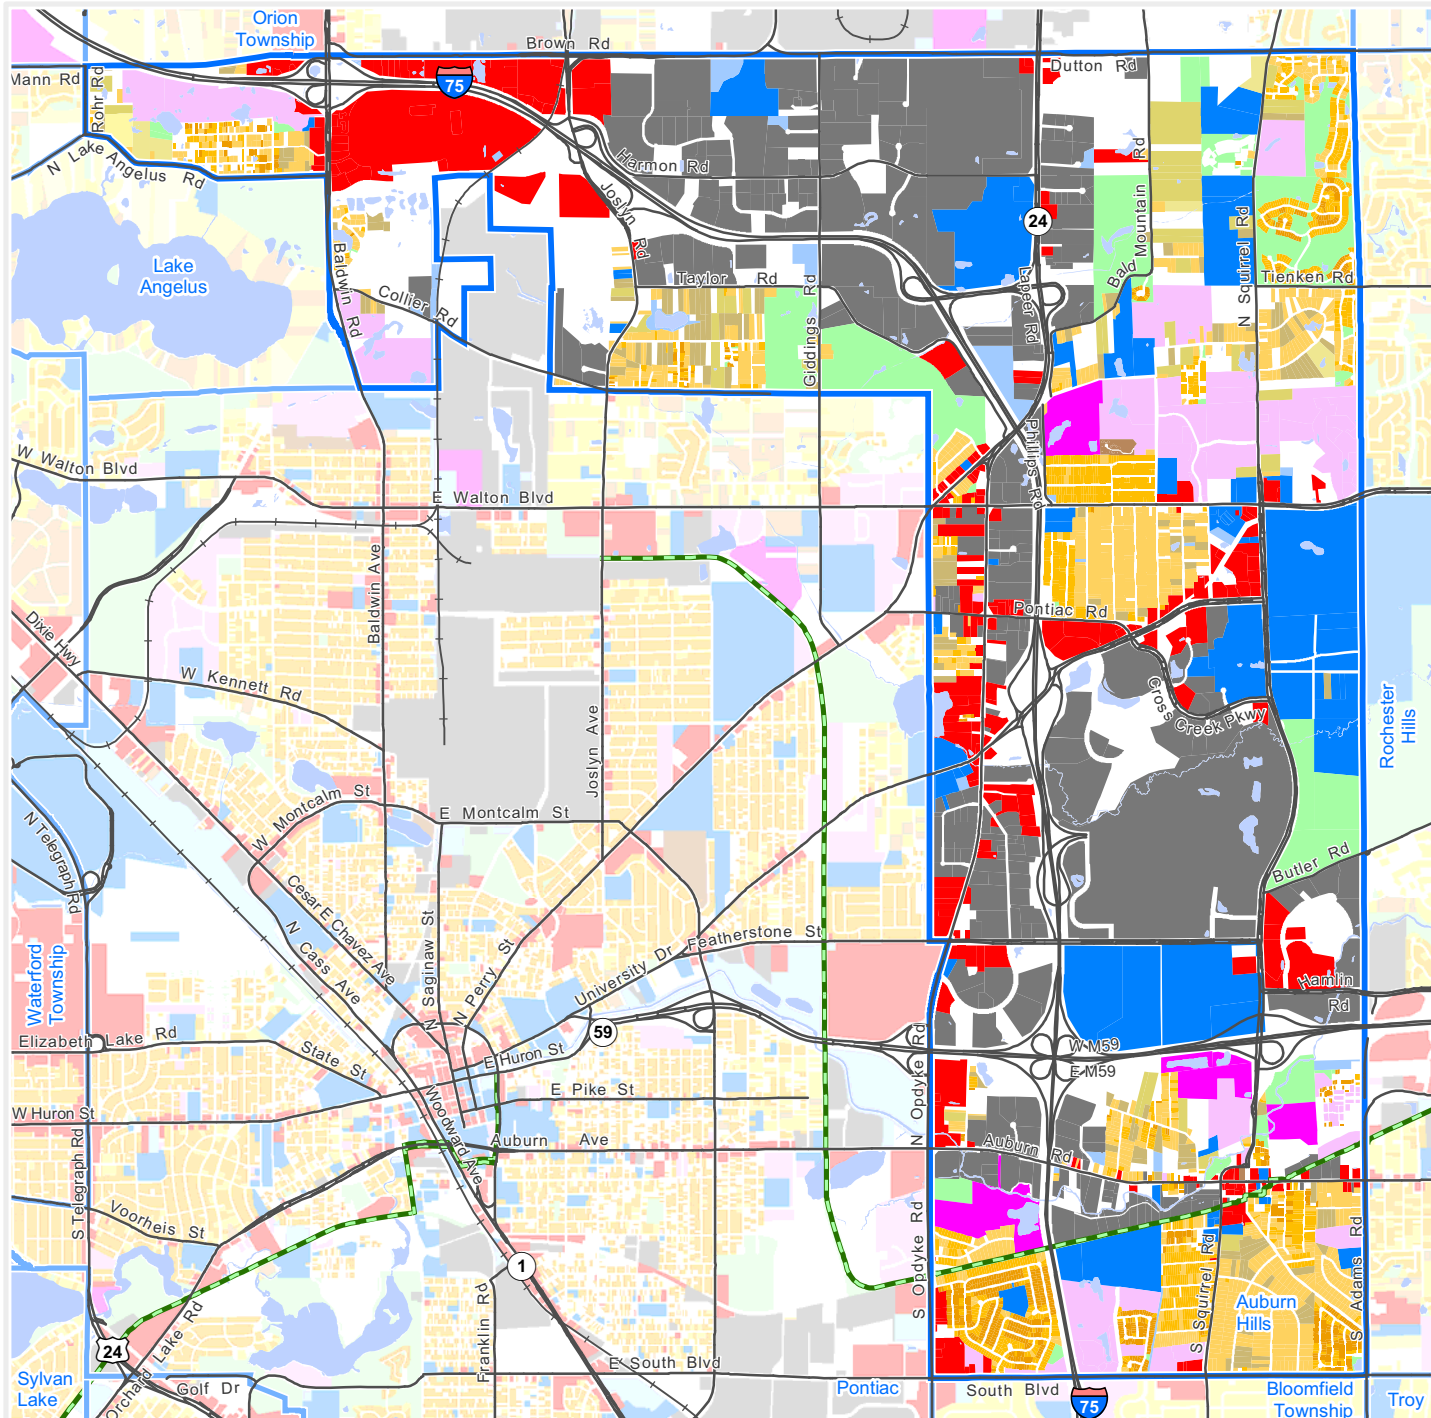 Orion
Township
Brown Rd
Dutton Rd
Mann Rd
Rohr Rd
75
N Lake Angelus Rd
Harmon Rd
Joslyn Rd
24
Bald Mountain Rd
N Squirrel Rd
Tienken Rd
Lake
Angelus
Baldwin Rd
Collier Rd
Taylor Rd
Giddings Rd
Lapeer Rd
W Walton Blvd
E Walton Blvd
Phillips Rd
Baldwin Ave
Dixie Hwy
W Kennett Rd
Pontiac Rd
Cross Creek Pkwy
Rochester
Hills
Joslyn Ave
N Telegraph Rd
W Montcalm St
E Montcalm St
Butler Rd
Cesar E Chavez Ave
N Cass Ave
N Saginaw St
N Perry St
University Dr
Featherstone St
Hamlin
Rd
Waterford
Township
Elizabeth Lake Rd
State St
59
E Huron St
W M59
E M59
N Opdyke Rd
W Huron St
E Pike St
Woodward Ave
Auburn Ave
Auburn Rd
S Telegraph Rd
Voorheis St
S Opdyke Rd
1
Franklin Rd
S Squirrel Rd
Auburn
Hills
S Adams Rd
24
Orchard Lake Rd
E South Blvd
Sylvan
Lake
Golf Dr
Pontiac
South Blvd
75
Bloomfield
Township
Troy